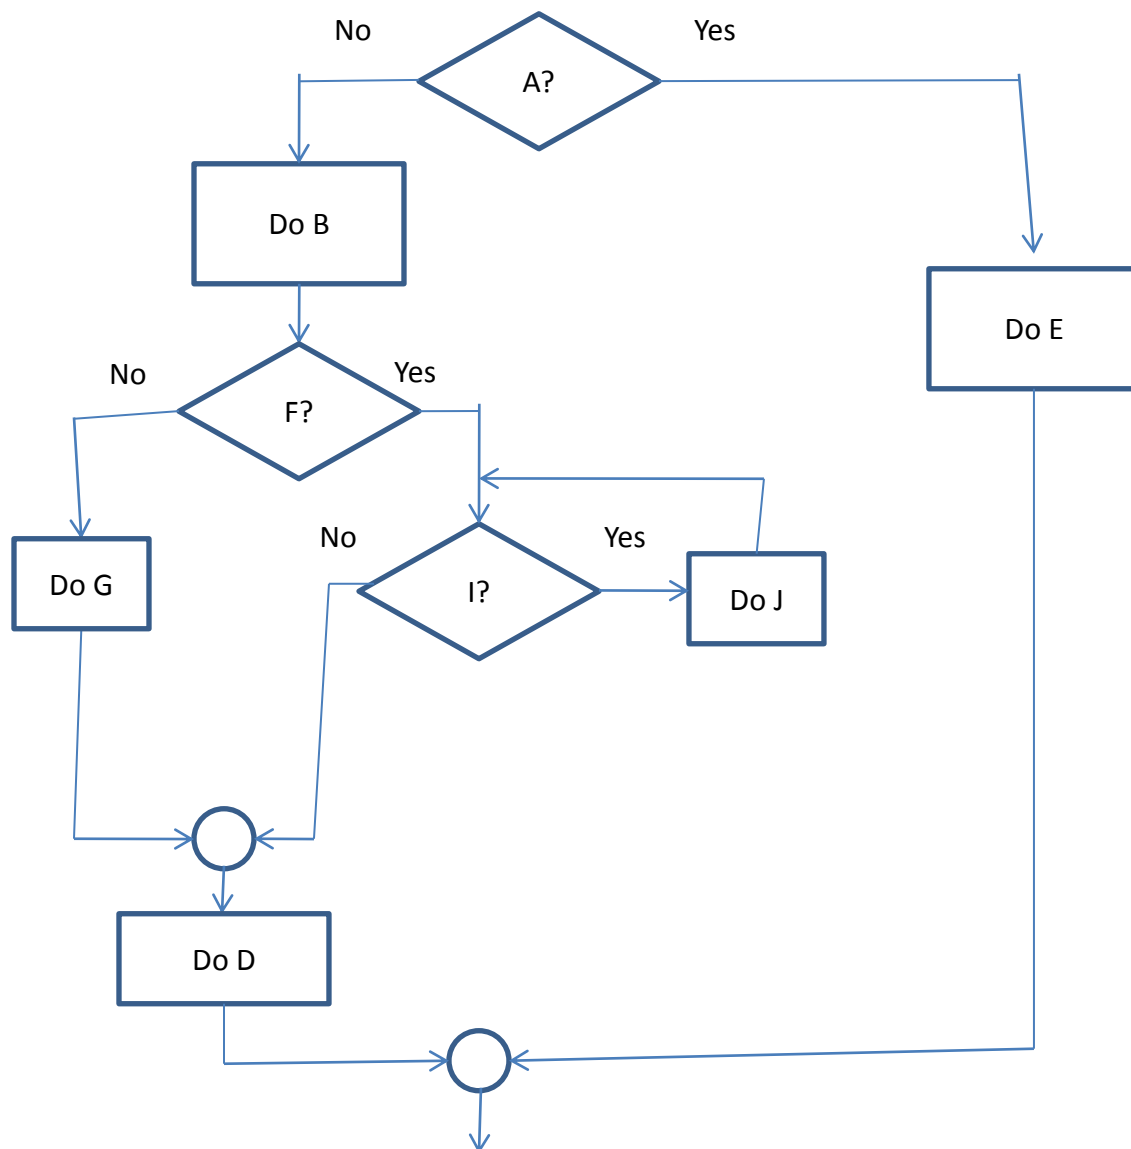 No
Yes
A?
Do B
Do E
No
Yes
F?
No
Yes
Do G
I?
Do J
Do D